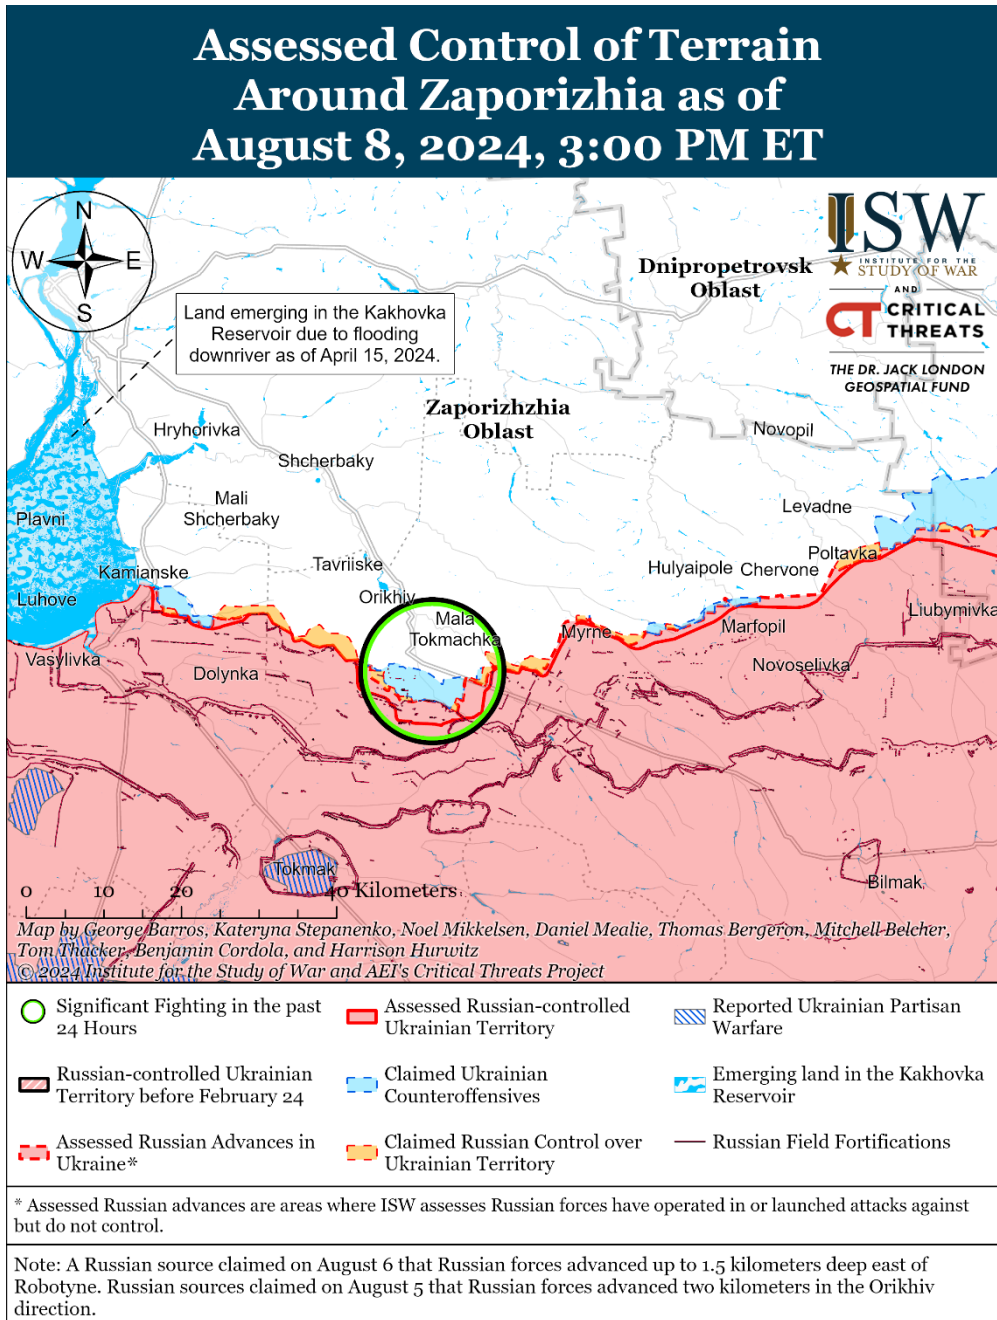 Assessed Control of Terrain
Around Zaporizhia as of
August 8, 2024, 3:00 PM ET
N
W
E
S
ISW
INSTITUTE FOR THE
STUDY OF WAR
AND
CT CRITICAL
THREATS
THE DR. JACK LONDON
GEOSPATIAL FUND
Dnipropetrovsk
Oblast
Land emerging in the Kakhovka
Reservoir due to flooding
downriver as of April 15, 2024.
Zaporizhzhia
Oblast
Hryhorivka
Novopil
Shcherbaky
Mali
Shcherbaky
Levadne
Plavni
Poltavka
Tavriiske
Hulyaipole
Chervone
Kamianske
Orikhiv
Luhove
Liubymivka
Mala
Tokmachka
Myrne
Marfopil
Vasylivka
Dolynka
Novoselivka
Tokmak
Bilmak
0
10
20
40 Kilometers
Map by George Barros, Kateryna Stepanenko, Noel Mikkelsen, Daniel Mealie, Thomas Bergeron, Mitchell Belcher,
Tom Thacker, Benjamin Cordola, and Harrison Hurwitz
© 2024 Institute for the Study of War and AEI's Critical Threats Project
Significant Fighting in the past
24 Hours
Assessed Russian-controlled
Ukrainian Territory
Reported Ukrainian Partisan
Warfare
Russian-controlled Ukrainian
Territory before February 24
Claimed Ukrainian
Counteroffensives
Emerging land in the Kakhovka
Reservoir
Assessed Russian Advances in
Ukraine*
Claimed Russian Control over
Ukrainian Territory
Russian Field Fortifications
* Assessed Russian advances are areas where ISW assesses Russian forces have operated in or launched attacks against
but do not control.
Note: A Russian source claimed on August 6 that Russian forces advanced up to 1.5 kilometers deep east of
Robotyne. Russian sources claimed on August 5 that Russian forces advanced two kilometers in the Orikhiv
direction.